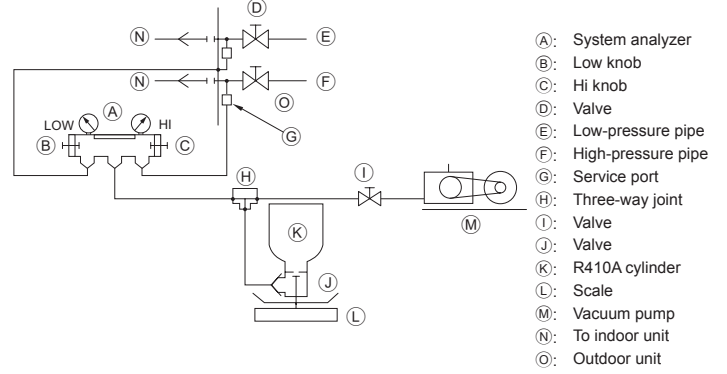 Ⓓ
Ⓝ Ⓔ
Ⓝ Ⓕ
Ⓞ
Ⓐ
LOW HI
Ⓑ Ⓒ
Ⓖ
Ⓗ Ⓘ
Ⓜ
Ⓚ
Ⓙ
Ⓛ
Ⓐ: System analyzer
Ⓑ: Low knob
Ⓒ: Hi knob
Ⓓ: Valve
Ⓔ: Low-pressure pipe
Ⓕ: High-pressure pipe
Ⓖ: Service port
Ⓗ: Three-way joint
Ⓘ: Valve
Ⓙ: Valve
Ⓚ: R410A cylinder
Ⓛ: Scale
Ⓜ: Vacuum pump
Ⓝ: To indoor unit
Ⓞ: Outdoor unit